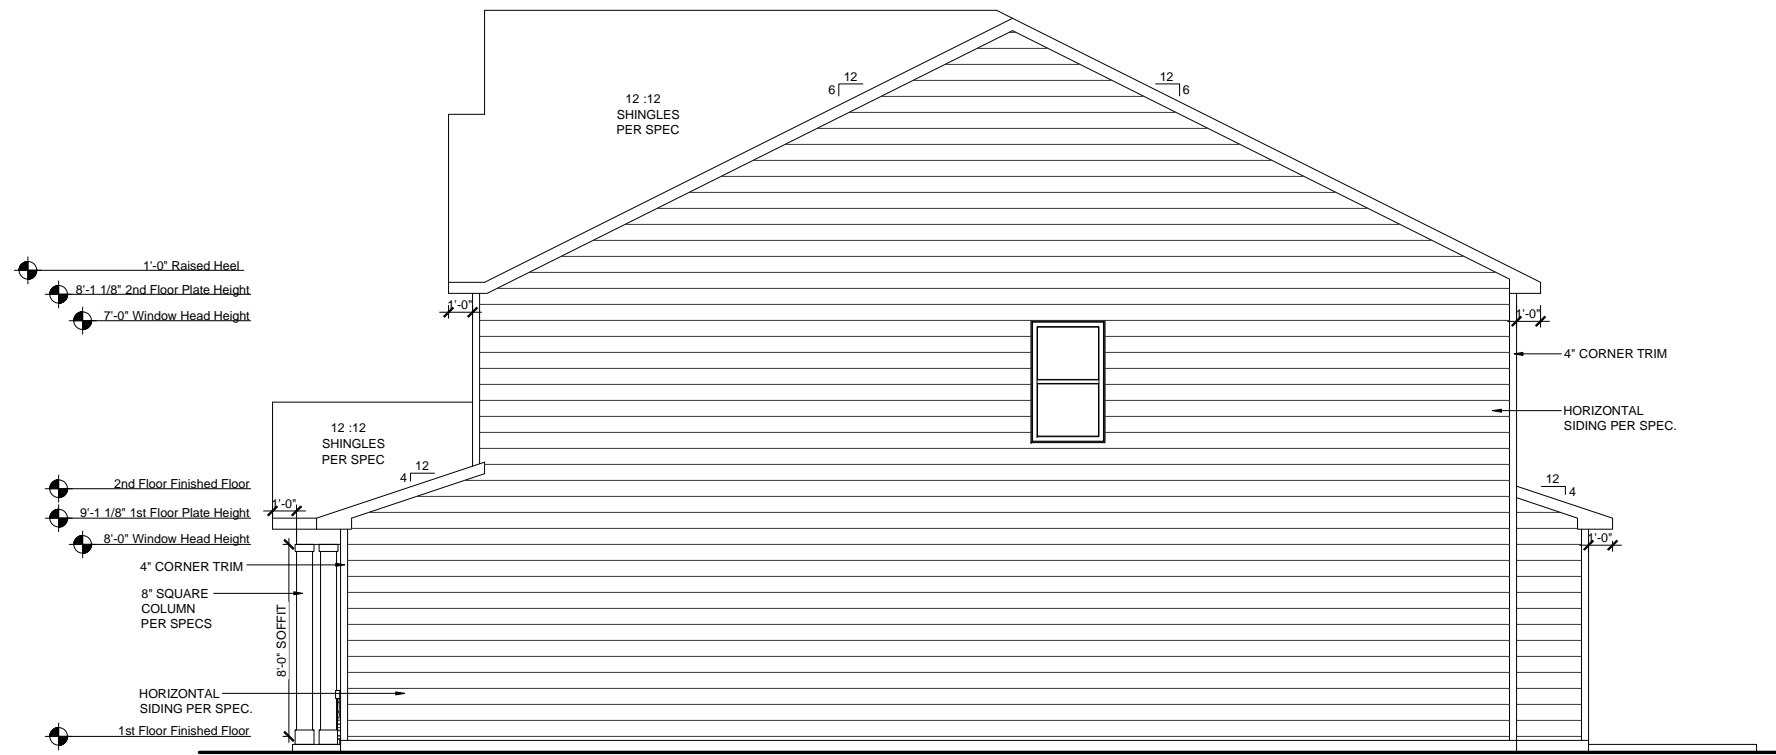 12
6
12
6
12 :12
SHINGLES
PER SPEC
1'-0" Raised Heel
8'-1 1/8" 2nd Floor Plate Height
7'-0" Window Head Height
1'-0"
1'-0"
4" CORNER TRIM
HORIZONTAL
SIDING PER SPEC.
12 :12
SHINGLES
PER SPEC
12
4
12
4
2nd Floor Finished Floor
1'-0"
9'-1 1/8" 1st Floor Plate Height
8'-0" Window Head Height
1'-0"
4" CORNER TRIM
8" SQUARE
COLUMN
PER SPECS
8'-0" SOFFIT
HORIZONTAL
SIDING PER SPEC.
1st Floor Finished Floor